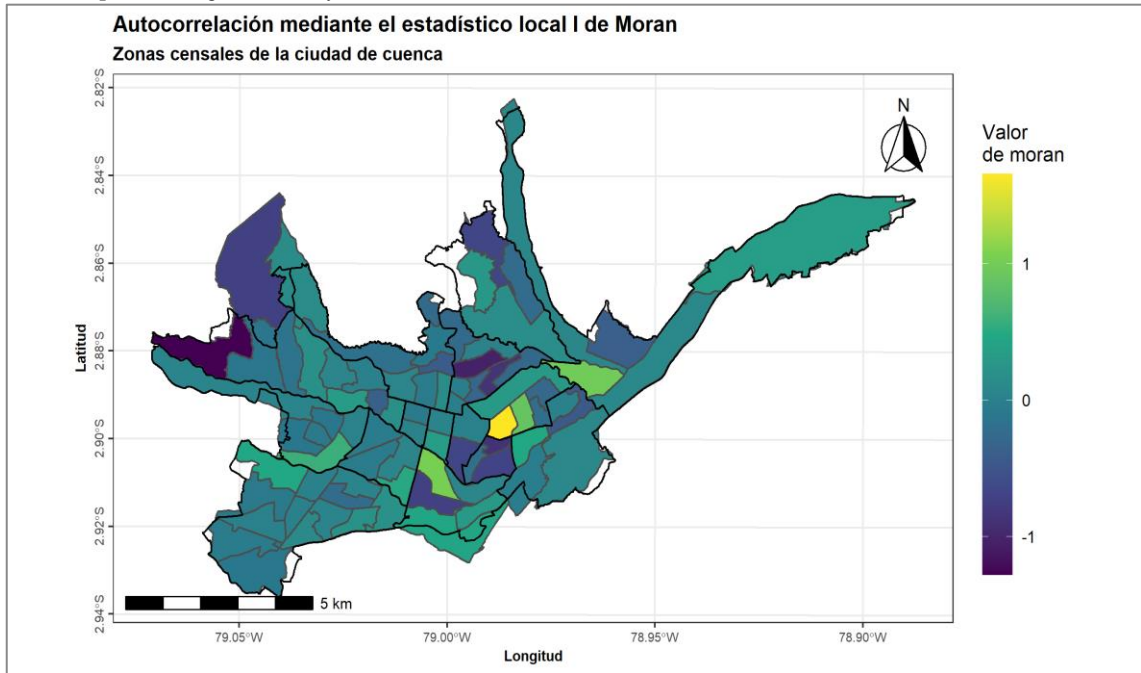 Autocorrelación mediante el estadístico local I de Moran
Zonas censales de la ciudad de cuenca
2.82°S
2.84°S
2.86°S
2.88°S
2.90°S
2.92°S
2.94°S
Latitud
N
Valor
de moran
1
0
-1
5 km
79.05°W
79.00°W
78.95°W
78.90°W
Longitud